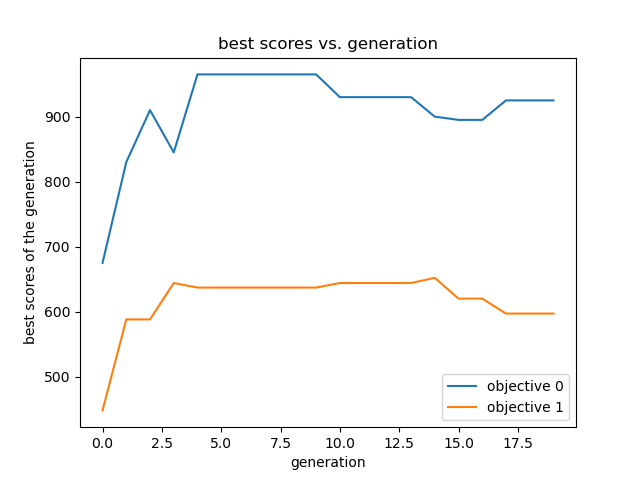 best scores vs. generation
best scores of the generation
900
800
700
600
500
0.0 2.5 5.0 7.5 10.0 12.5 15.0 17.5
generation
objective 0
objective 1